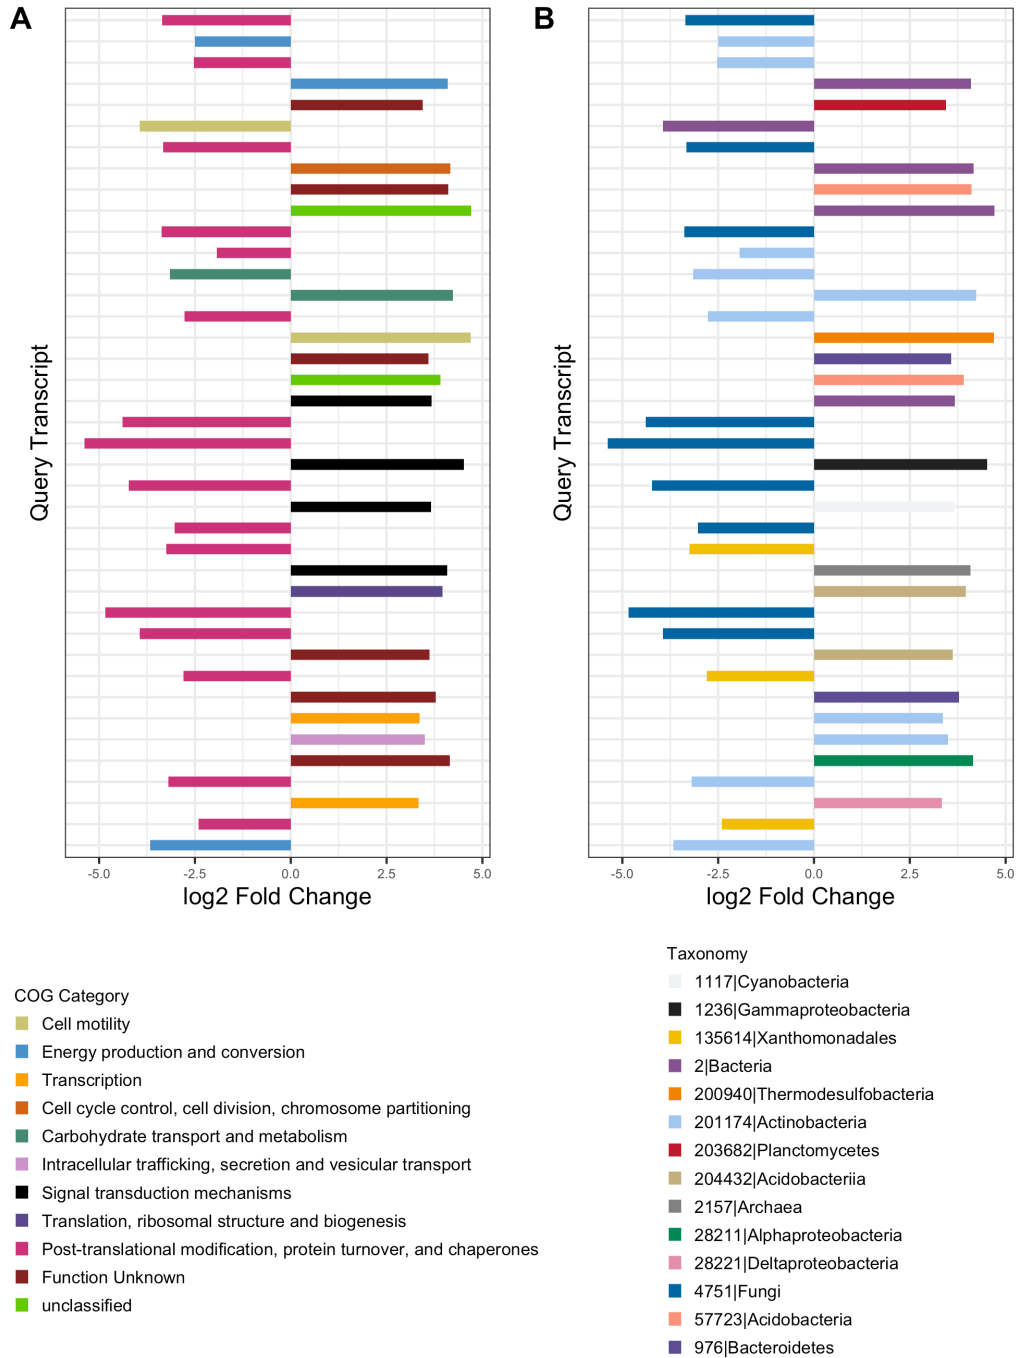 A
B
Query Transcript
Query Transcript
-5.0 -2.5 0.0 2.5 5.0
-5.0 -2.5 0.0 2.5 5.0
log2 Fold Change
log2 Fold Change
COG Category
Cell motility
Energy production and conversion
Transcription
Cell cycle control, cell division, chromosome partitioning
Carbohydrate transport and metabolism
Intracellular trafficking, secretion and vesicular transport
Signal transduction mechanisms
Translation, ribosomal structure and biogenesis
Post-translational modification, protein turnover, and chaperones
Function Unknown
unclassified
Taxonomy
1117|Cyanobacteria
1236|Gammaproteobacteria
135614|Xanthomonadales
2|Bacteria
200940|Thermodesulfobacteria
201174|Actinobacteria
203682|Planctomycetes
204432|Acidobacteriia
2157|Archaea
28211|Alphaproteobacteria
28221|Deltaproteobacteria
4751|Fungi
57723|Acidobacteria
976|Bacteroidetes